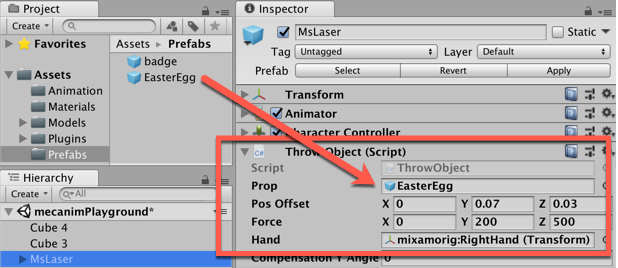 Project
Create
Favorites
Assets
Animation
Materials
Models
Plugins
Prefabs
Assets ▸ Prefabs
badge
EasterEgg
Hierarchy
Create
All
mecanimPlayground*
Cube 4
Cube 3
MsLaser
Inspector
MsLaser
Static
Tag Untagged Layer Default
Prefab Select Revert Apply
Transform
Animator
Character Controller
Throw Object (Script)
Script ThrowObject
Prop EasterEgg
Pos Offset X 0 Y 0.07 Z 0.03
Force X 0 Y 200 Z 500
Hand mixamorig:RightHand (Transform)
Compensation Y Angle 0